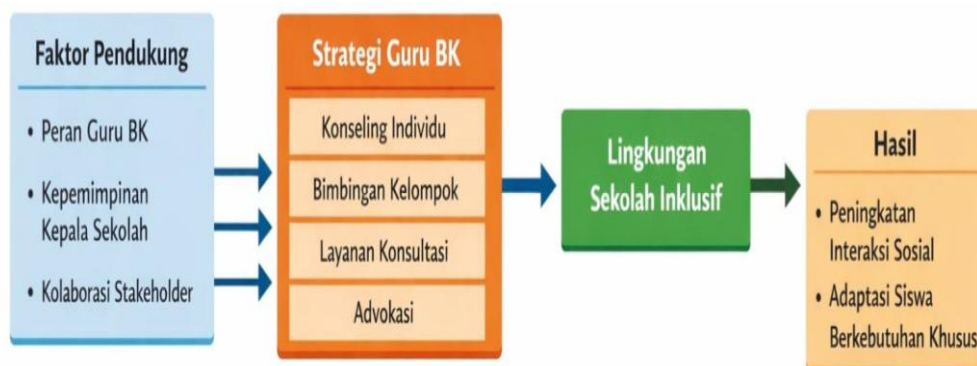 Faktor Pendukung
• Peran Guru BK
• Kepemimpinan
Kepala Sekolah
• Kolaborasi Stakeholder
Strategi Guru BK
Konseling Individu
Bimbingan Kelompok
Layanan Konsultasi
Advokasi
Lingkungan
Sekolah Inklusif
Hasil
• Peningkatan
Interaksi Sosial
• Adaptasi Siswa
Berkebutuhan Khusus